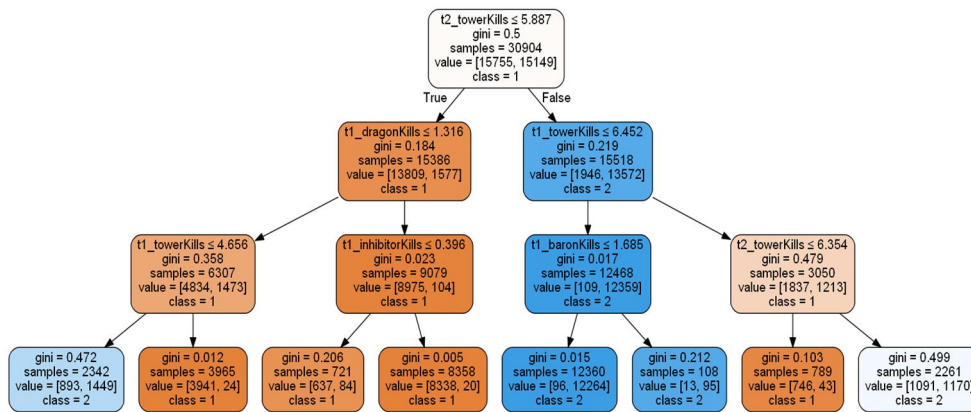 t2_towerKills ≤ 5.887
gini = 0.5
samples = 30904
value = [15755, 15149]
class = 1
True
False
t1_dragonKills ≤ 1.316
gini = 0.184
samples = 15386
value = [13809, 1577]
class = 1
t1_towerKills ≤ 6.452
gini = 0.219
samples = 15518
value = [1946, 13572]
class = 2
t1_towerKills ≤ 4.656
gini = 0.358
samples = 6307
value = [4834, 1473]
class = 1
t1_inhibitorKills ≤ 0.396
gini = 0.023
samples = 9079
value = [8975, 104]
class = 1
t1_baronKills ≤ 1.685
gini = 0.017
samples = 12468
value = [109, 12359]
class = 2
t2_towerKills ≤ 6.354
gini = 0.479
samples = 3050
value = [1837, 1213]
class = 1
gini = 0.472
samples = 2342
value = [893, 1449]
class = 2
gini = 0.012
samples = 3965
value = [3941, 24]
class = 1
gini = 0.206
samples = 721
value = [637, 84]
class = 1
gini = 0.005
samples = 8358
value = [8338, 20]
class = 1
gini = 0.015
samples = 12360
value = [96, 12264]
class = 2
gini = 0.212
samples = 108
value = [13, 95]
class = 2
gini = 0.103
samples = 789
value = [746, 43]
class = 1
gini = 0.499
samples = 2261
value = [1091, 1170]
class = 2